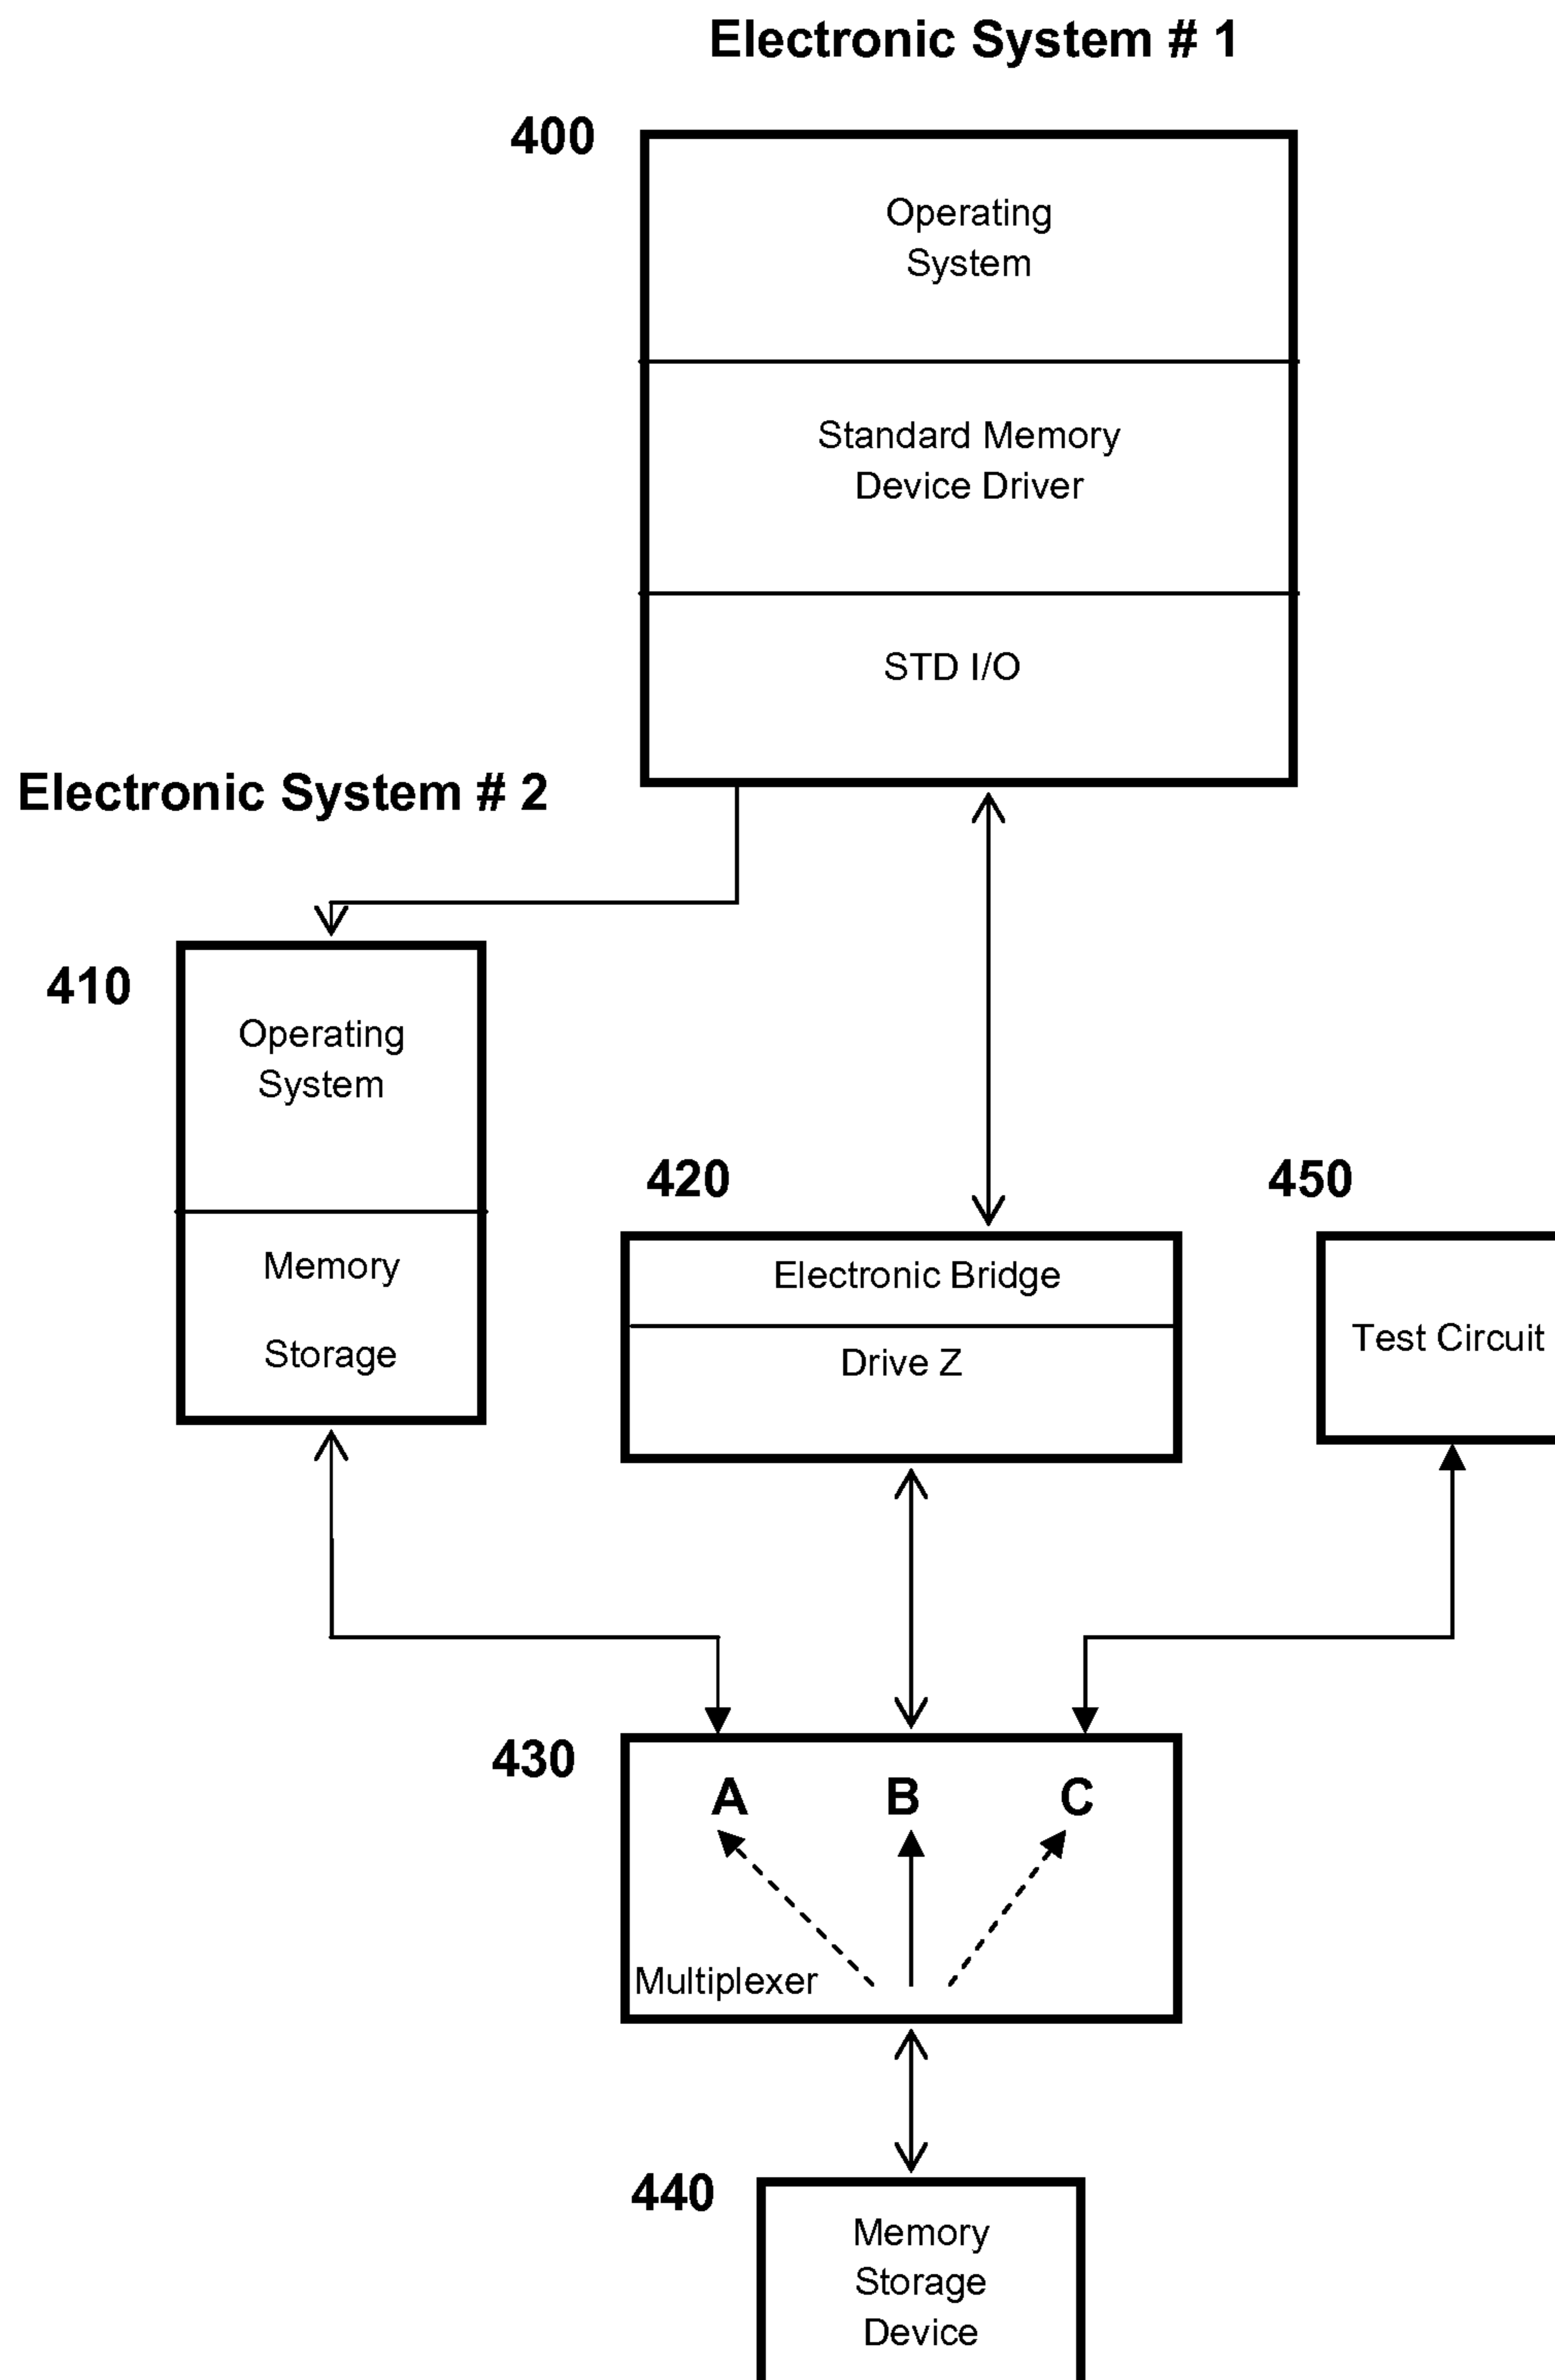 Electronic System # 1
400
Operating
System
Standard Memory
Device Driver
STD I/O
Electronic System # 2
410
Operating
System
Memory
Storage
420
Electronic Bridge
Drive Z
450
Test Circuit
430
A B C
Multiplexer
440
Memory
Storage
Device